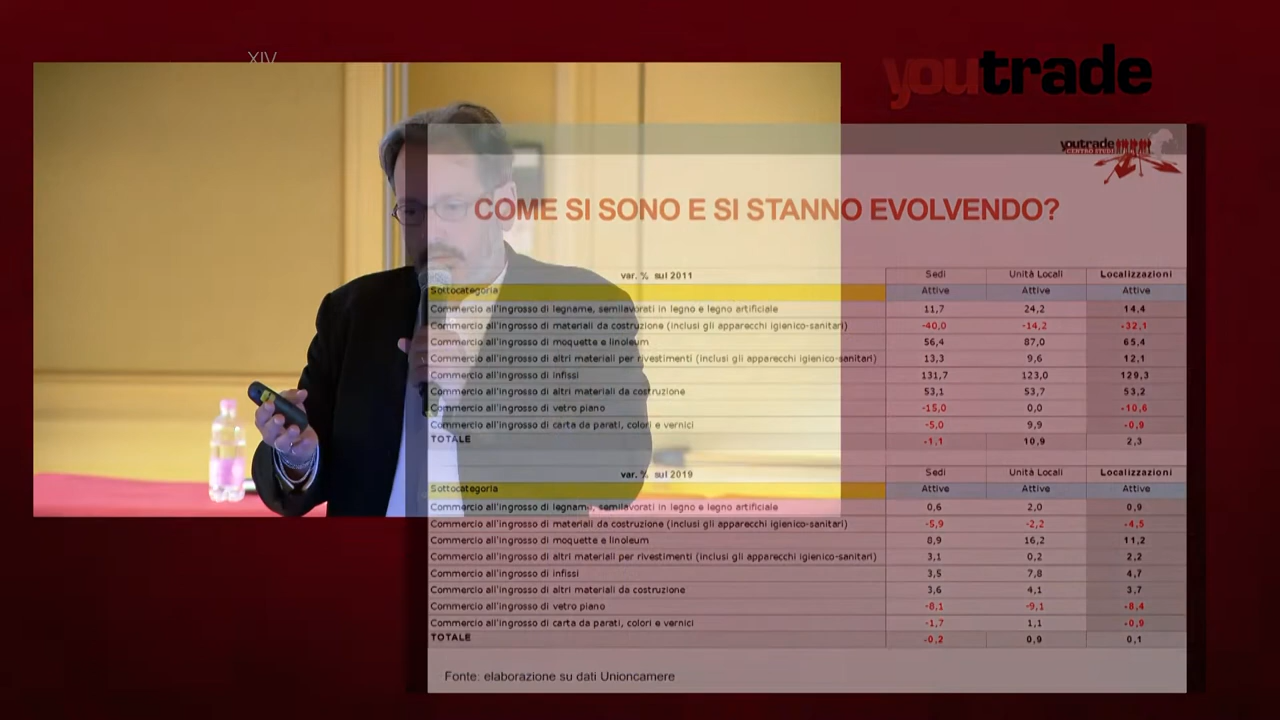 XIV
youtrade
youtrade
CENTRO STUDI
COME SI SONO E SI STANNO EVOLVENDO?
var. % sul 2011 Sedi Unità Locali Localizzazioni
Sottocategoria Attive Attive Attive
Commercio all'ingrosso di legname, semilavorati in legno e legno artificiale 11,7 24,2 14,4
Commercio all'ingrosso di materiali da costruzione (inclusi gli apparecchi igienico-sanitari) -40,0 -14,2 -32,1
Commercio all'ingrosso di moquette e linoleum 56,4 87,0 65,4
Commercio all'ingrosso di altri materiali per rivestimenti (inclusi gli apparecchi igienico-sanitari) 13,3 9,6 12,1
Commercio all'ingrosso di infissi 131,7 123,0 129,3
Commercio all'ingrosso di altri materiali da costruzione 53,1 53,7 53,2
Commercio all'ingrosso di vetro piano -15,0 0,0 -10,6
Commercio all'ingrosso di carta da parati, colori e vernici -5,0 9,9 -0,9
TOTALE -1,1 10,9 2,3
var. % sul 2019 Sedi Unità Locali Localizzazioni
Sottocategoria Attive Attive Attive
Commercio all'ingrosso di legname, semilavorati in legno e legno artificiale 0,6 2,0 0,9
Commercio all'ingrosso di materiali da costruzione (inclusi gli apparecchi igienico-sanitari) -5,9 -2,2 -4,5
Commercio all'ingrosso di moquette e linoleum 8,9 16,2 11,2
Commercio all'ingrosso di altri materiali per rivestimenti (inclusi gli apparecchi igienico-sanitari) 3,1 0,2 2,2
Commercio all'ingrosso di infissi 3,5 7,8 4,7
Commercio all'ingrosso di altri materiali da costruzione 3,6 4,1 3,7
Commercio all'ingrosso di vetro piano -8,1 -9,1 -8,4
Commercio all'ingrosso di carta da parati, colori e vernici -1,7 1,1 -0,9
TOTALE -0,2 0,9 0,1
Fonte: elaborazione su dati Unioncamere